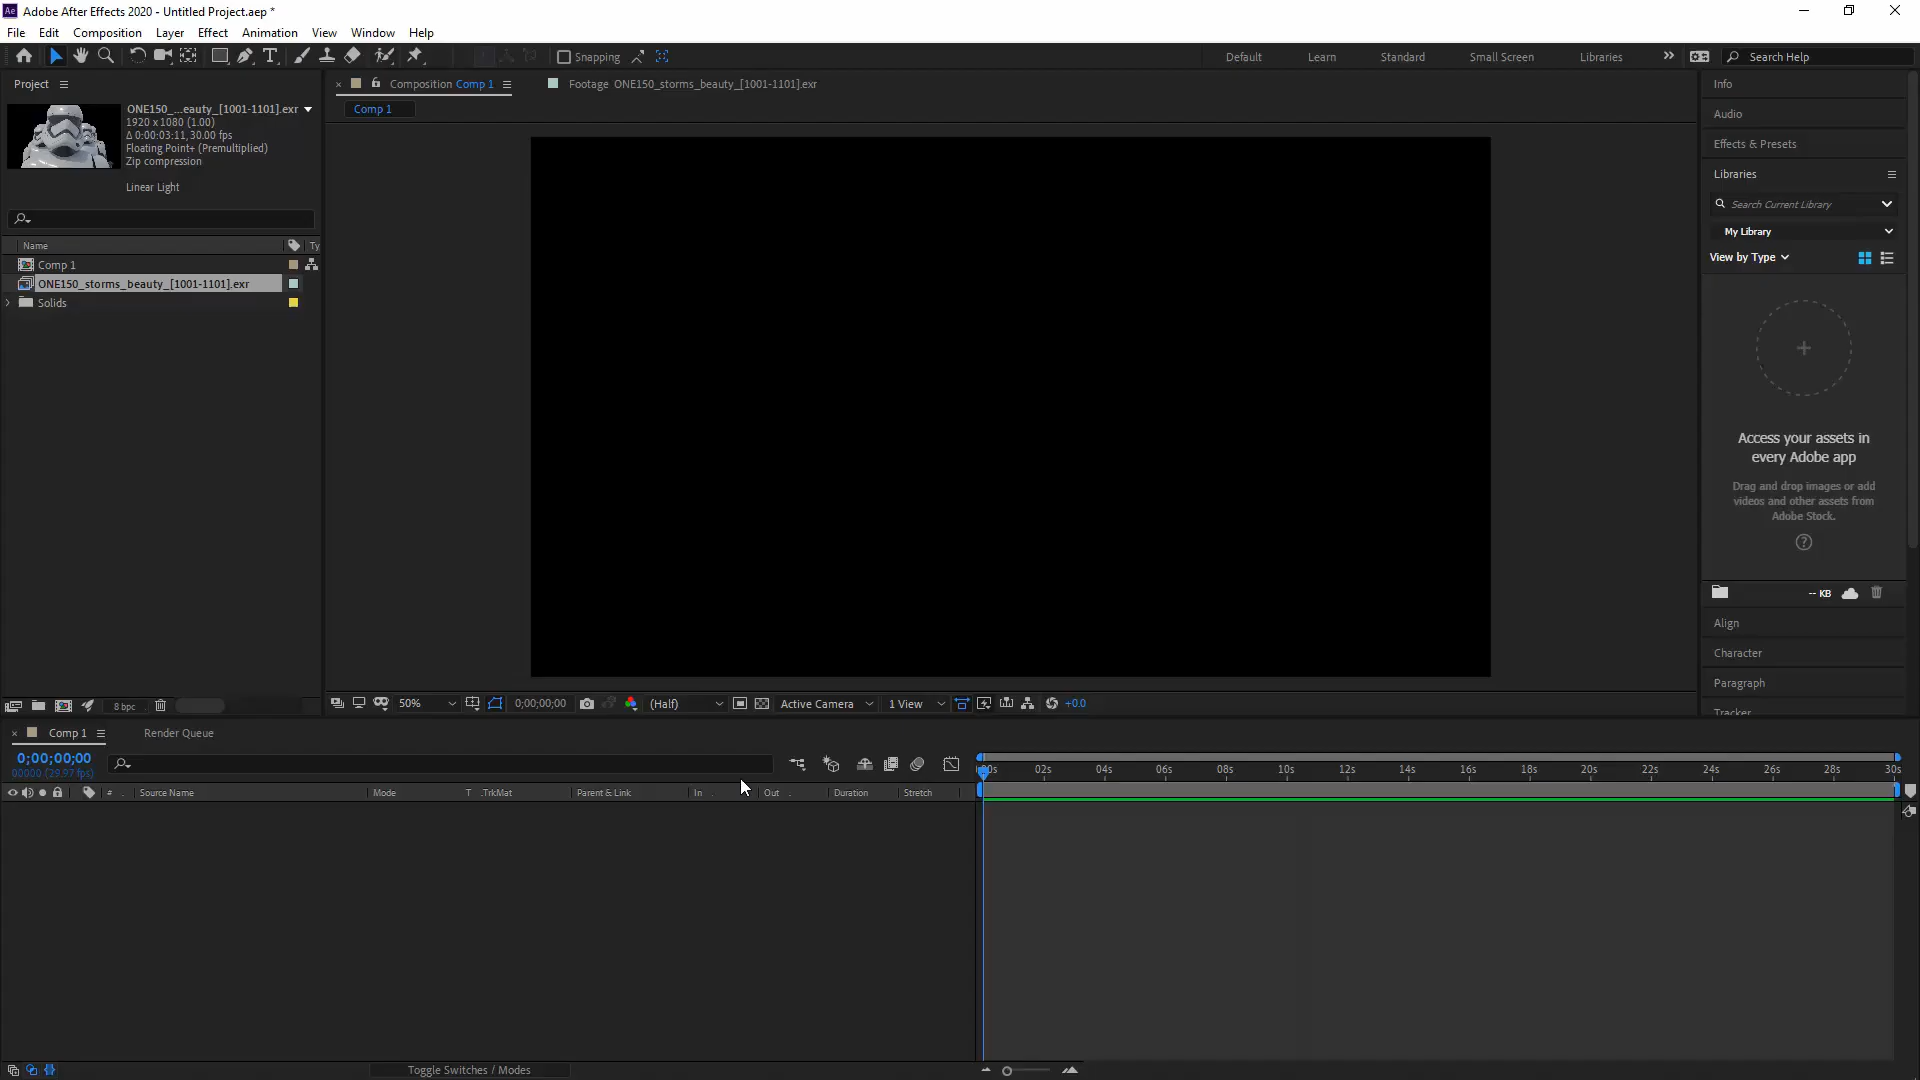 Ae Adobe After Effects 2020 - Untitled Project.aep *
File Edit Composition Layer Effect Animation View Window Help
Snapping Default Learn Standard Small Screen Libraries Search Help
Project
Composition Comp 1 Footage ONE150_storms_beauty_[1001-1101].exr
Comp 1
ONE150_...eauty_[1001-1101].exr
1920 x 1080 (1.00)
Δ 0:00:03:11, 30.00 fps
Floating Point+ (Premultiplied)
Zip compression
Linear Light
Name Ty
Comp 1
ONE150_storms_beauty_[1001-1101].exr
Solids
8 bpc
50% 0;00;00;00 (Half) Active Camera 1 View +0.0
Info
Audio
Effects & Presets
Libraries
Search Current Library
My Library
View by Type
Access your assets in
every Adobe app
Drag and drop images or add
videos and other assets from
Adobe Stock.
-- KB
Align
Character
Paragraph
Tracker
Comp 1 Render Queue
0;00;00;00
00000 (29.97 fps)
# Source Name Mode T .TrkMat Parent & Link In Out Duration Stretch
:00s 02s 04s 06s 08s 10s 12s 14s 16s 18s 20s 22s 24s 26s 28s 30s
Toggle Switches / Modes